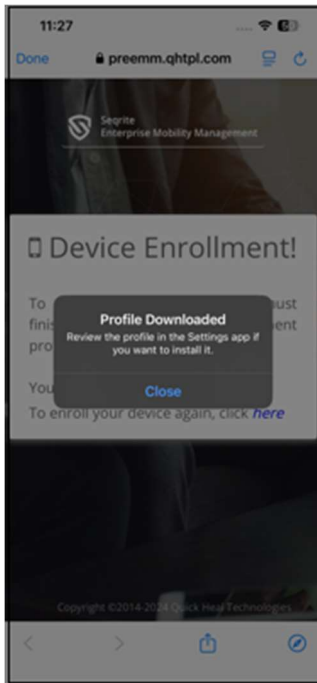 11:27
Done preemm.qhtpl.com
Seqrite
Enterprise Mobility Management
Device Enrollment!
To must
finis ent
pro
Profile Downloaded
Review the profile in the Settings app if
you want to install it.
Close
You
To enroll your device again, click here
Copyright ©2014-2024 Quick Heal Technologies